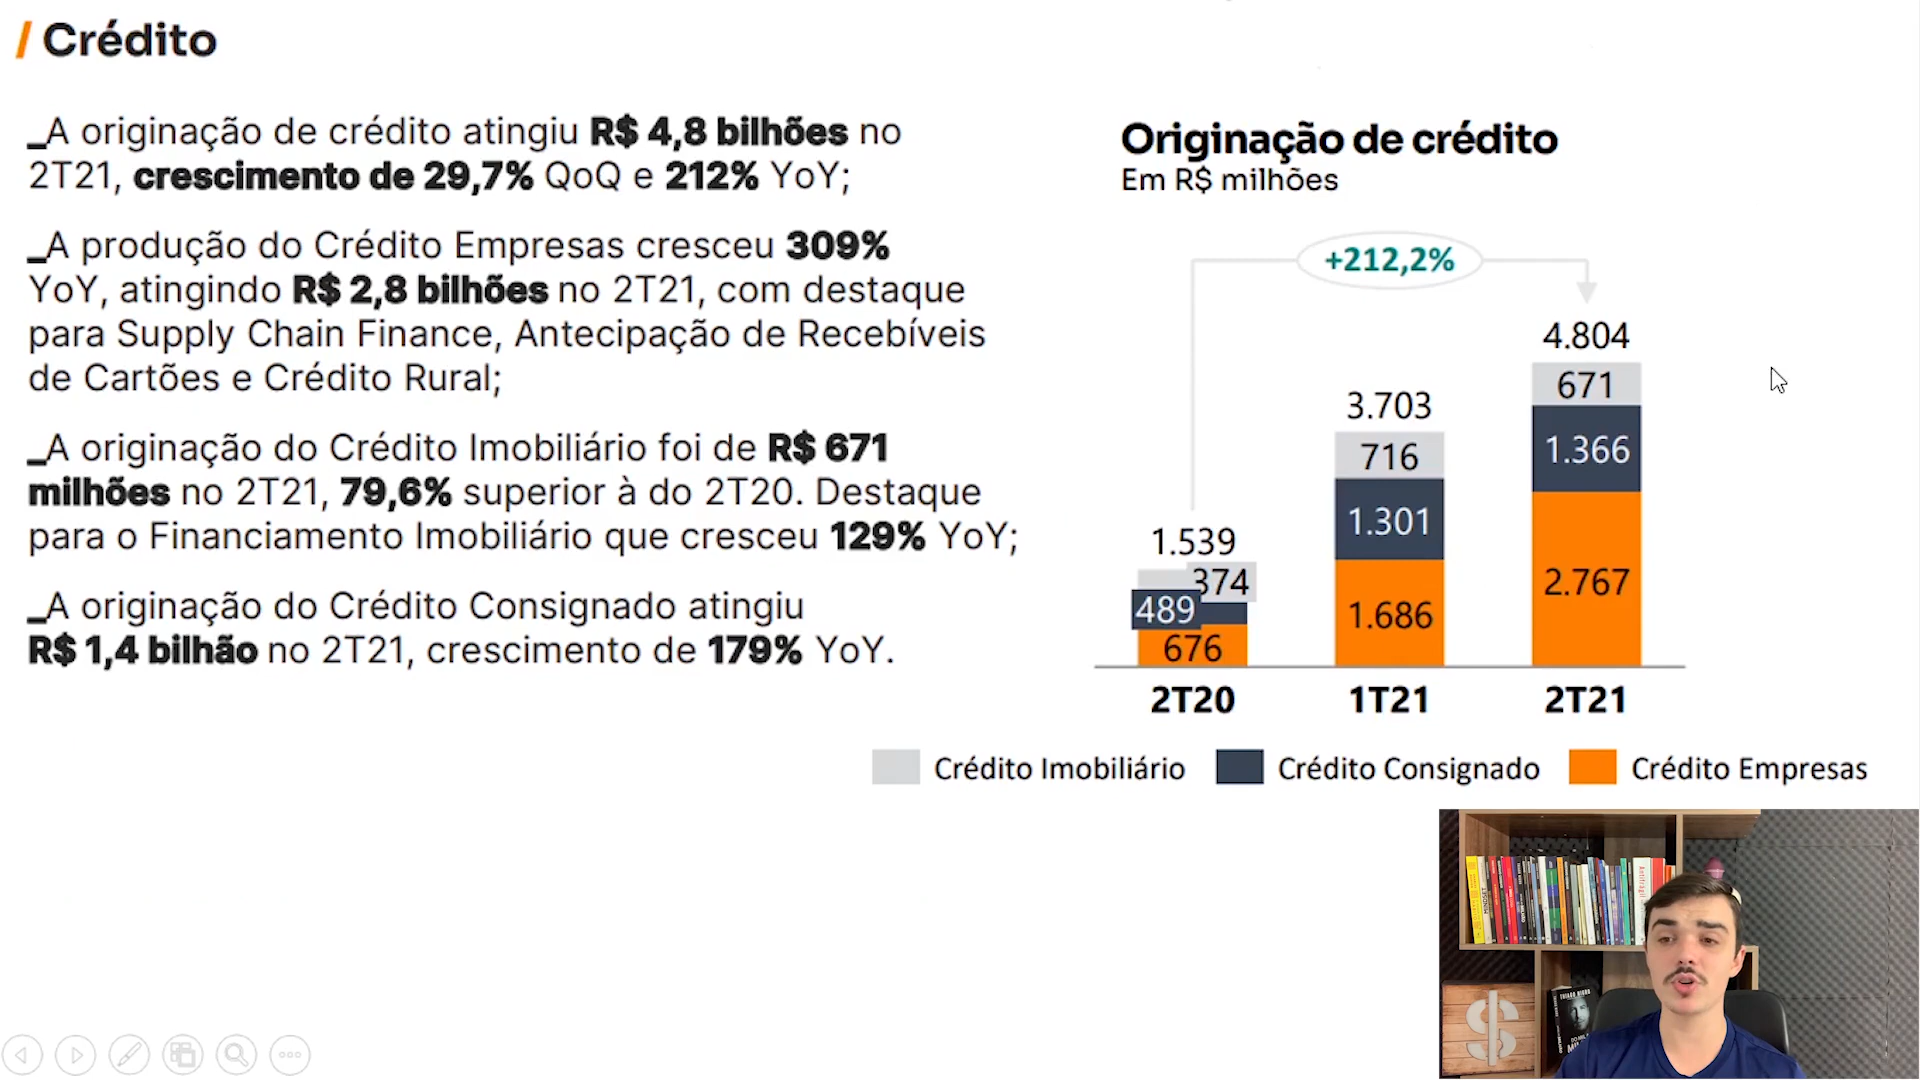 / Crédito
_A originação de crédito atingiu R$ 4,8 bilhões no
2T21, crescimento de 29,7% QoQ e 212% YoY;
_A produção do Crédito Empresas cresceu 309%
YoY, atingindo R$ 2,8 bilhões no 2T21, com destaque
para Supply Chain Finance, Antecipação de Recebíveis
de Cartões e Crédito Rural;
_A originação do Crédito Imobiliário foi de R$ 671
milhões no 2T21, 79,6% superior à do 2T20. Destaque
para o Financiamento Imobiliário que cresceu 129% YoY;
_A originação do Crédito Consignado atingiu
R$ 1,4 bilhão no 2T21, crescimento de 179% YoY.
Originação de crédito
Em R$ milhões
+212,2%
1.539
374
489
676
3.703
716
1.301
1.686
4.804
671
1.366
2.767
2T20
1T21
2T21
Crédito Imobiliário
Crédito Consignado
Crédito Empresas
MINDSET
Antifrágil
THIAGO NIGRO
$